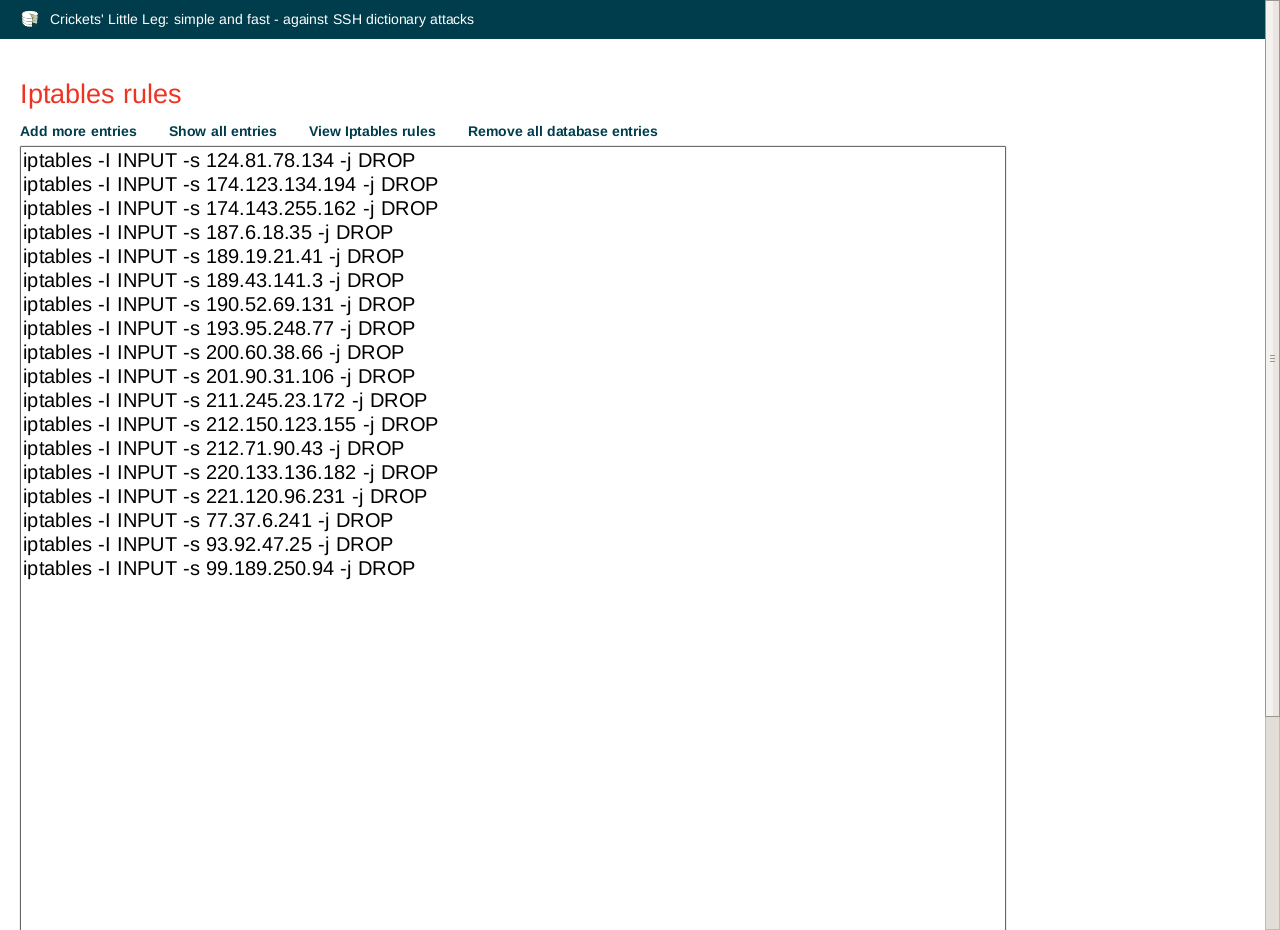 Crickets' Little Leg: simple and fast - against SSH dictionary attacks
Iptables rules
Add more entries Show all entries View Iptables rules Remove all database entries
iptables -I INPUT -s 124.81.78.134 -j DROP
iptables -I INPUT -s 174.123.134.194 -j DROP
iptables -I INPUT -s 174.143.255.162 -j DROP
iptables -I INPUT -s 187.6.18.35 -j DROP
iptables -I INPUT -s 189.19.21.41 -j DROP
iptables -I INPUT -s 189.43.141.3 -j DROP
iptables -I INPUT -s 190.52.69.131 -j DROP
iptables -I INPUT -s 193.95.248.77 -j DROP
iptables -I INPUT -s 200.60.38.66 -j DROP
iptables -I INPUT -s 201.90.31.106 -j DROP
iptables -I INPUT -s 211.245.23.172 -j DROP
iptables -I INPUT -s 212.150.123.155 -j DROP
iptables -I INPUT -s 212.71.90.43 -j DROP
iptables -I INPUT -s 220.133.136.182 -j DROP
iptables -I INPUT -s 221.120.96.231 -j DROP
iptables -I INPUT -s 77.37.6.241 -j DROP
iptables -I INPUT -s 93.92.47.25 -j DROP
iptables -I INPUT -s 99.189.250.94 -j DROP